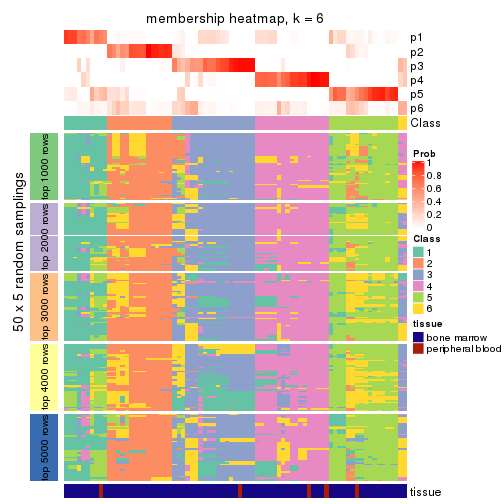 membership heatmap, k = 6
p1
p2
p3
p4
p5
p6
Class
50 x 5 random samplings
top 1000 rows
top 2000 rows
top 3000 rows
top 4000 rows
top 5000 rows
Prob
1
0.8
0.6
0.4
0.2
0
Class
1
2
3
4
5
6
tissue
bone marrow
peripheral blood
tissue